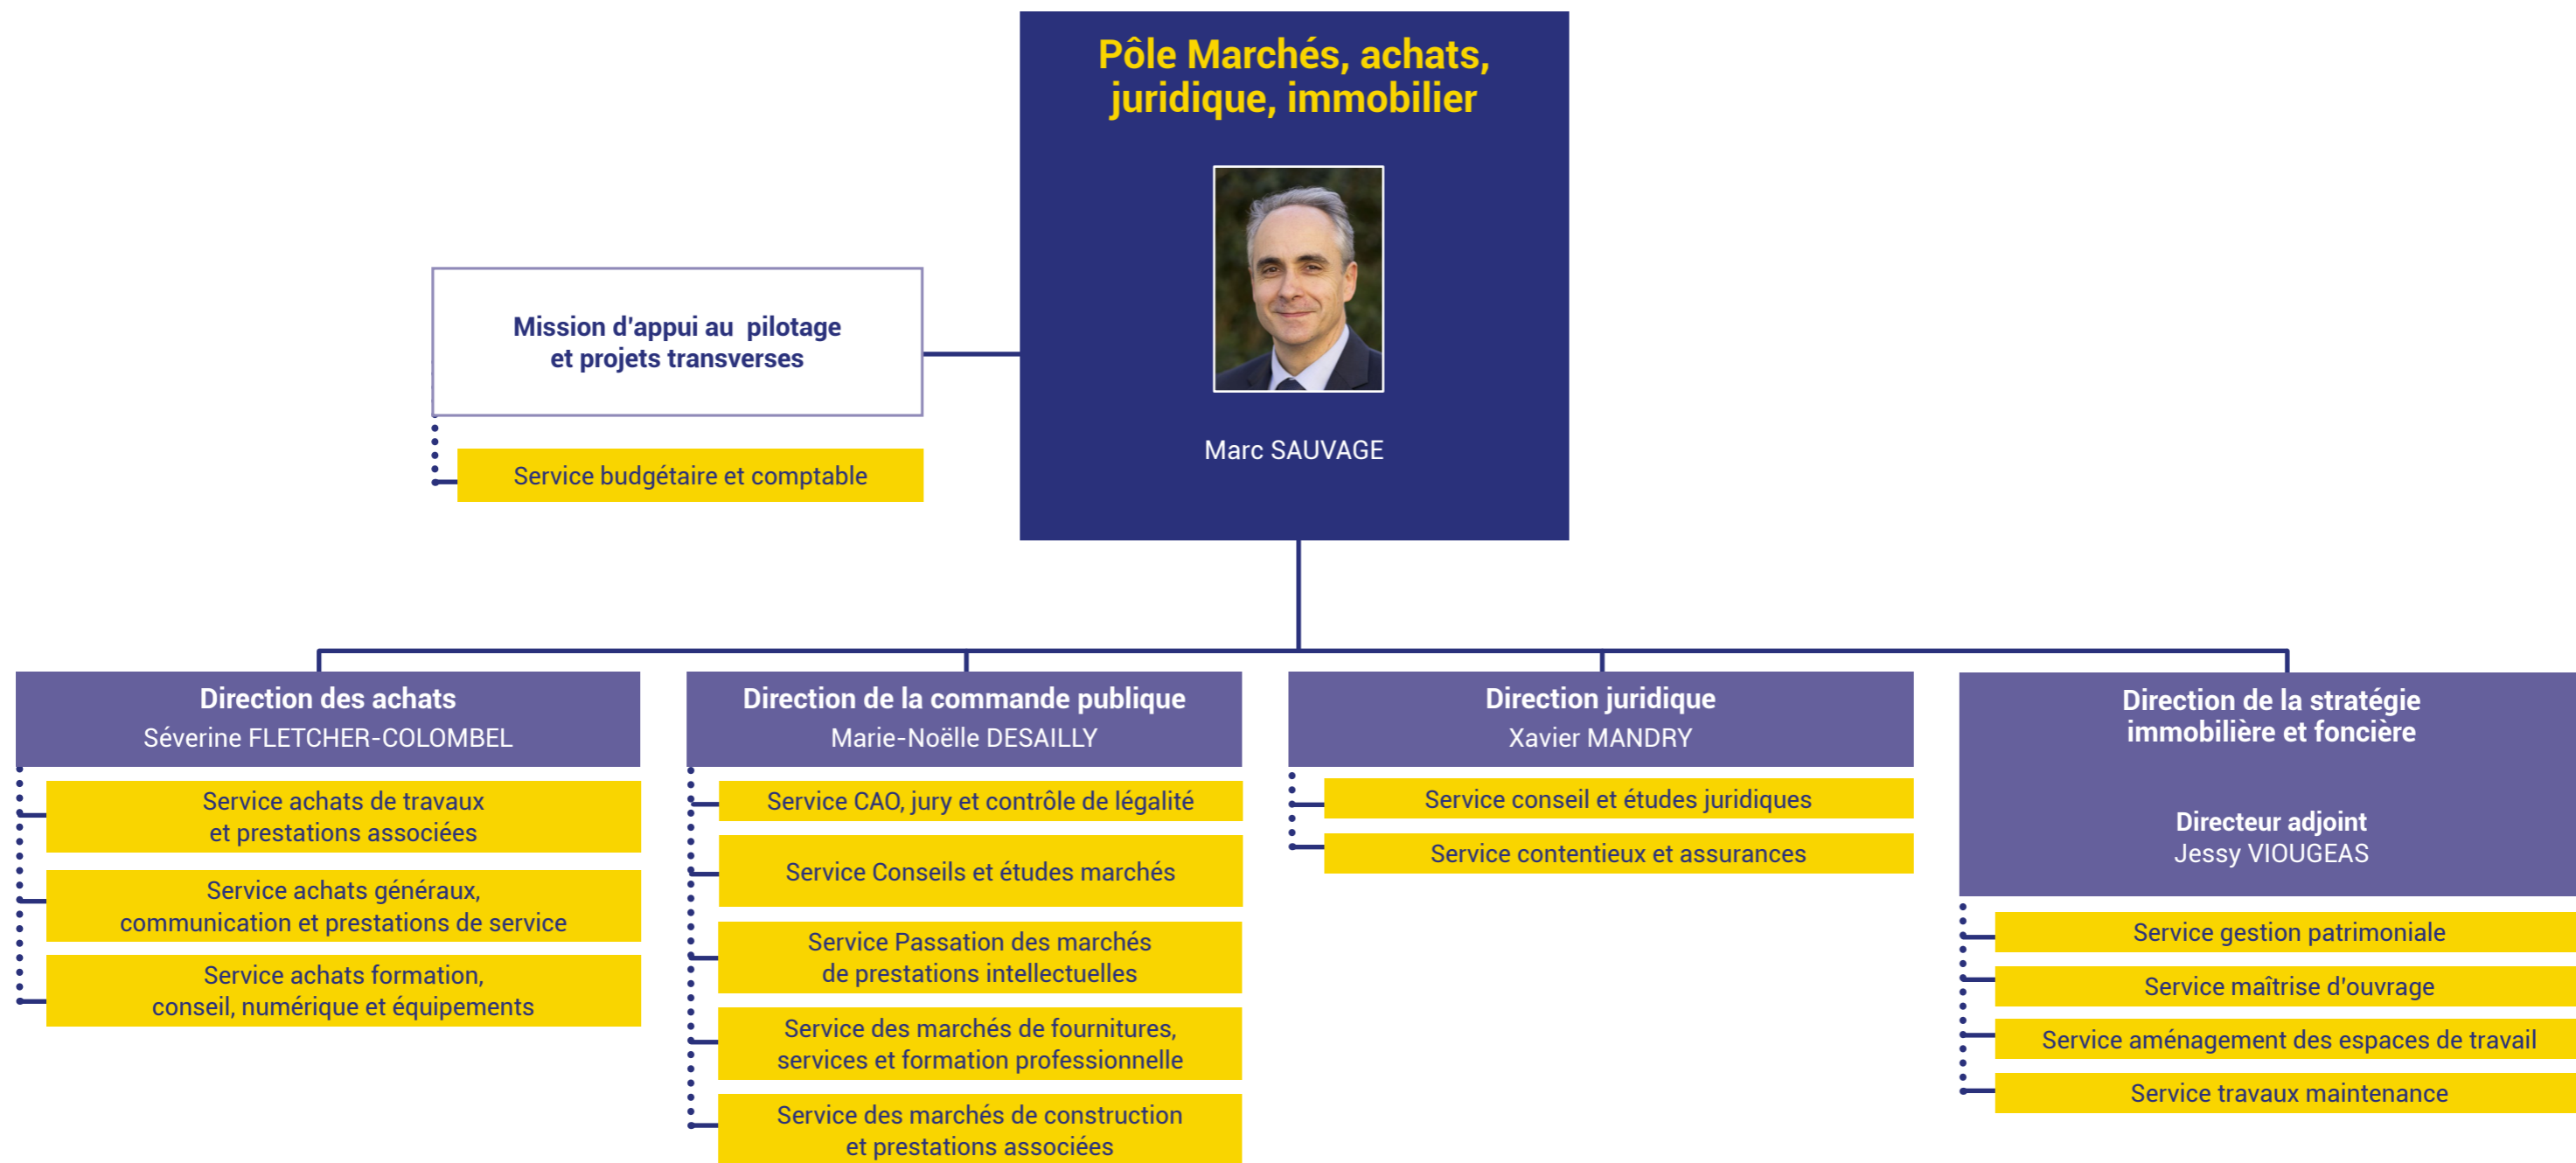 Pôle Marchés, achats,
juridique, immobilier
Marc SAUVAGE
Mission d'appui au  pilotage
et projets transverses
Service budgétaire et comptable
Direction des achats
Séverine FLETCHER-COLOMBEL
Service achats de travaux
et prestations associées
Service achats généraux,
communication et prestations de service
Service achats formation,
conseil, numérique et équipements
Direction de la commande publique
Marie-Noëlle DESAILLY
Service CAO, jury et contrôle de légalité
Service Conseils et études marchés
Service Passation des marchés
de prestations intellectuelles
Service des marchés de fournitures,
services et formation professionnelle
Service des marchés de construction
et prestations associées
Direction juridique
Xavier MANDRY
Service conseil et études juridiques
Service contentieux et assurances
Direction de la stratégie
immobilière et foncière
Directeur adjoint
Jessy VIOUGEAS
Service gestion patrimoniale
Service maîtrise d'ouvrage
Service aménagement des espaces de travail
Service travaux maintenance